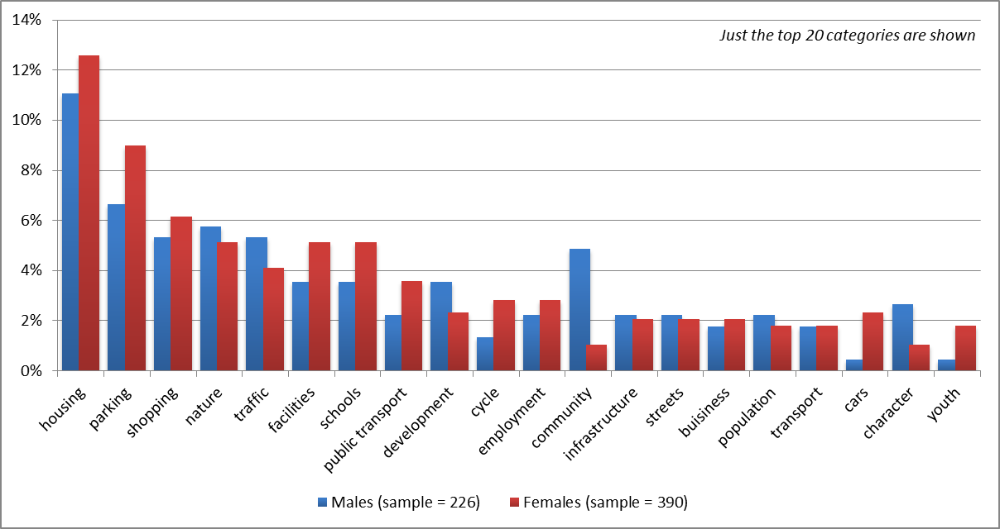 14%
Just the top 20 categories are shown
12%
10%
8%
6%
4%
2%
0%
housing
parking
shopping
nature
traffic
facilities
schools
public transport
development
cycle
employment
community
infrastructure
streets
buisiness
population
transport
cars
character
youth
Males (sample = 226)
Females (sample = 390)